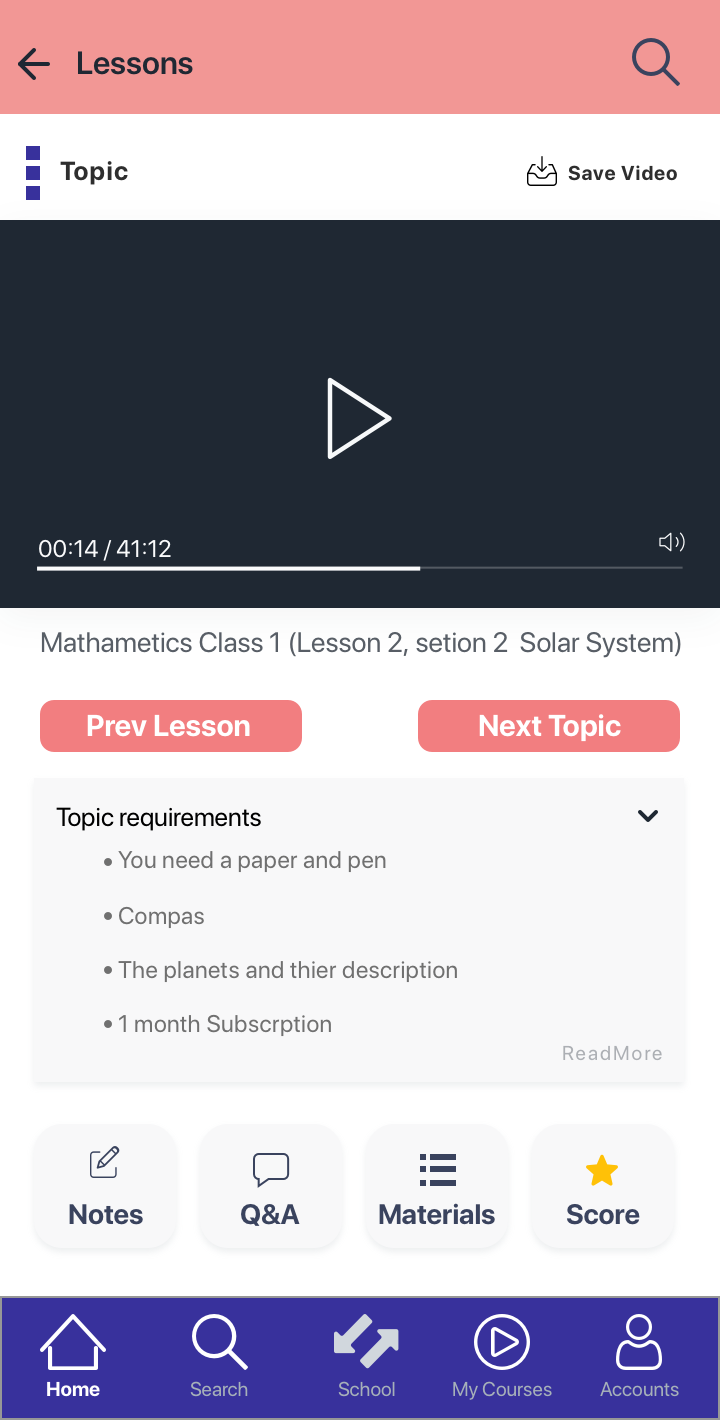 Lessons
Topic
Save Video
00:14 / 41:12
Mathametics Class 1 (Lesson 2, setion 2  Solar System)
Prev Lesson
Next Topic
Topic requirements
• You need a paper and pen
• Compas
• The planets and thier description
• 1 month Subscrption
ReadMore
Notes
Q&A
Materials
Score
Home
Search
School
My Courses
Accounts